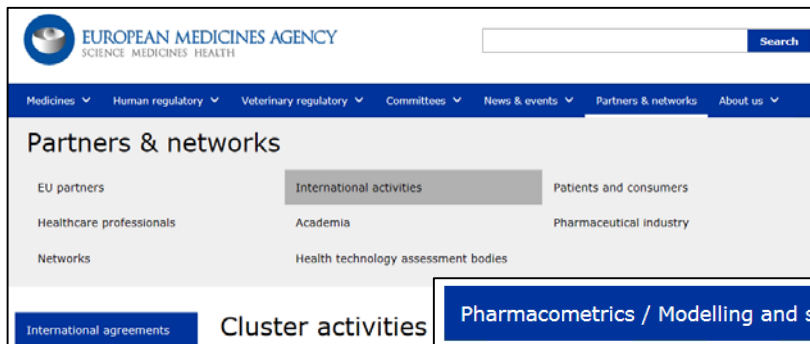 EUROPEAN MEDICINES AGENCY
SCIENCE MEDICINES HEALTH
Search
Medicines Human regulatory Veterinary regulatory Committees News & events Partners & networks About us
Partners & networks
EU partners International activities Patients and consumers
Healthcare professionals Academia Pharmaceutical industry
Networks Health technology assessment bodies
International agreements Cluster activities Pharmacometrics / Modelling and s